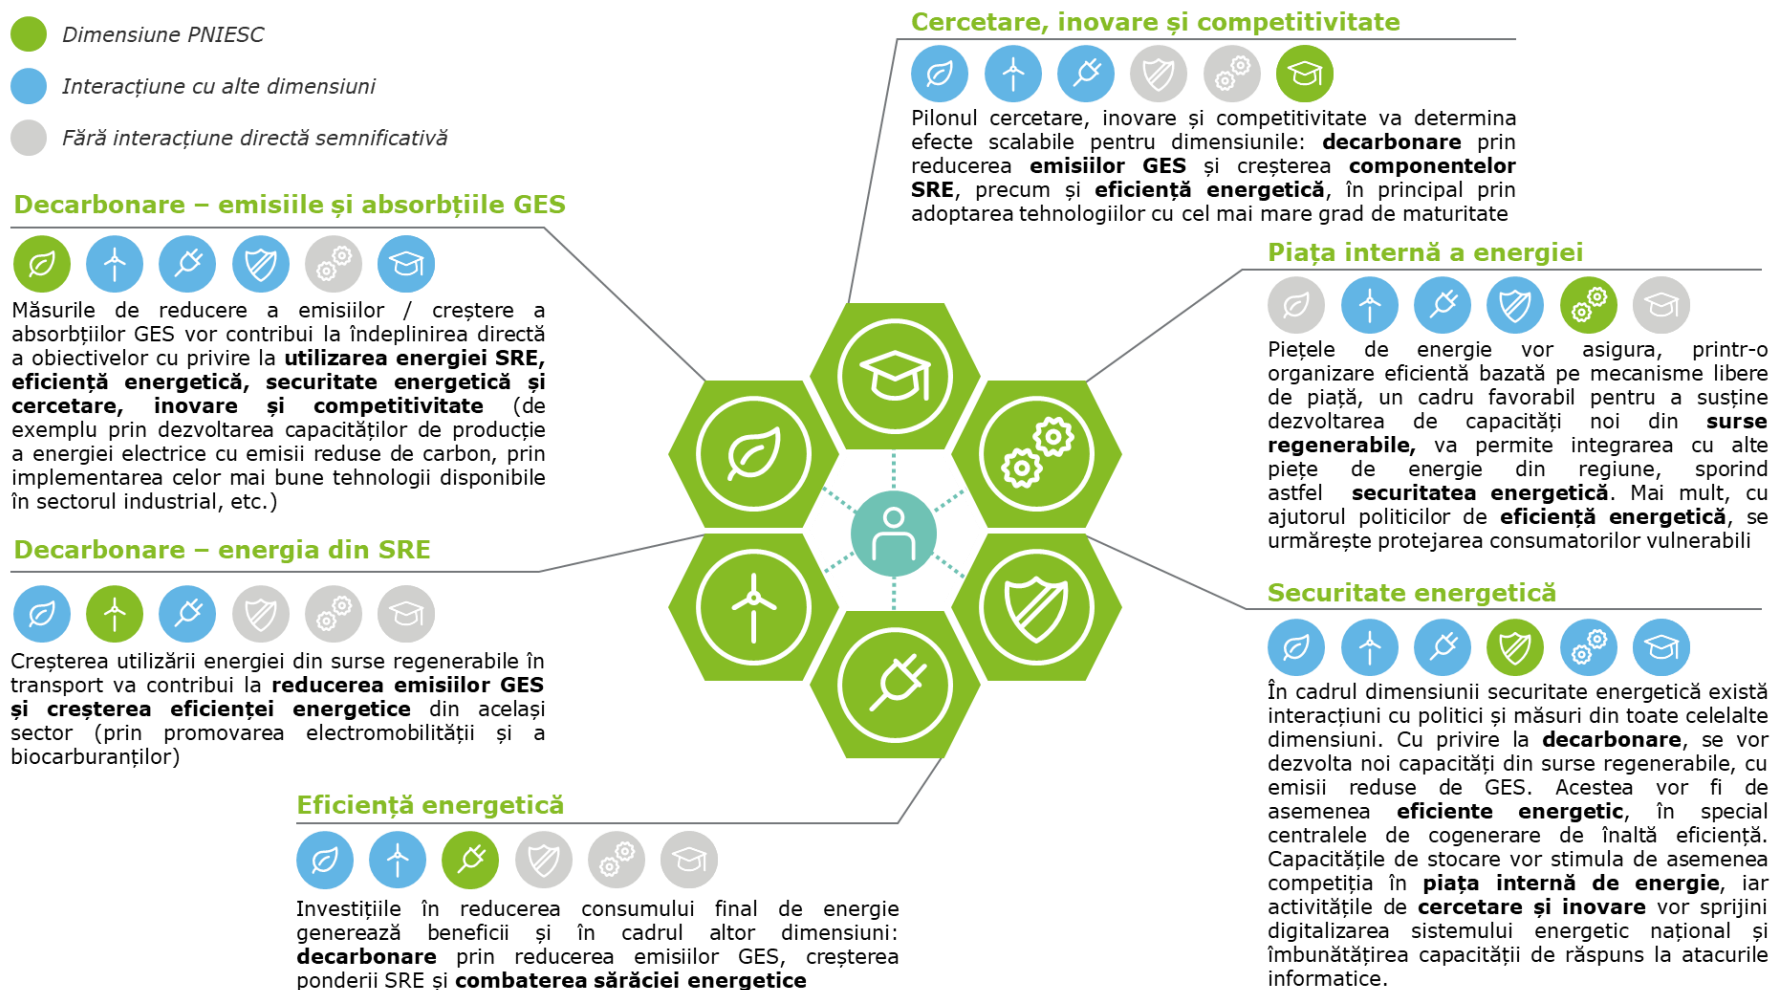 Dimensiune PNIESC
Interacțiune cu alte dimensiuni
Fără interacțiune directă semnificativă
Decarbonare – emisiile și absorbțiile GES
Măsurile de reducere a emisiilor / creștere a
absorbțiilor GES vor contribui la îndeplinirea directă
a obiectivelor cu privire la utilizarea energiei SRE,
eficiență energetică, securitate energetică și
cercetare, inovare și competitivitate (de
exemplu prin dezvoltarea capacităților de producție
a energiei electrice cu emisii reduse de carbon, prin
implementarea celor mai bune tehnologii disponibile
în sectorul industrial, etc.)
Decarbonare – energia din SRE
Creșterea utilizării energiei din surse regenerabile în
transport va contribui la reducerea emisiilor GES
și creșterea eficienței energetice din același
sector (prin promovarea electromobilității și a
biocarburanților)
Eficiență energetică
Investițiile în reducerea consumului final de energie
generează beneficii și în cadrul altor dimensiuni:
decarbonare prin reducerea emisiilor GES, creșterea
ponderii SRE și combaterea sărăciei energetice
Cercetare, inovare și competitivitate
Pilonul cercetare, inovare și competitivitate va determina
efecte scalabile pentru dimensiunile: decarbonare prin
reducerea emisiilor GES și creșterea componentelor
SRE, precum și eficiență energetică, în principal prin
adoptarea tehnologiilor cu cel mai mare grad de maturitate
Piața internă a energiei
Piețele de energie vor asigura, printr-o
organizare eficientă bazată pe mecanisme libere
de piață, un cadru favorabil pentru a susține
dezvoltarea de capacități noi din surse
regenerabile, va permite integrarea cu alte
piețe de energie din regiune, sporind
astfel securitatea energetică. Mai mult, cu
ajutorul politicilor de eficiență energetică, se
urmărește protejarea consumatorilor vulnerabili
Securitate energetică
În cadrul dimensiunii securitate energetică există
interacțiuni cu politici și măsuri din toate celelalte
dimensiuni. Cu privire la decarbonare, se vor
dezvolta noi capacități din surse regenerabile, cu
emisii reduse de GES. Acestea vor fi de
asemenea eficiente energetic, în special
centralele de cogenerare de înaltă eficiență.
Capacitățile de stocare vor stimula de asemenea
competiția în piața internă de energie, iar
activitățile de cercetare și inovare vor sprijini
digitalizarea sistemului energetic național și
îmbunătățirea capacității de răspuns la atacurile
informatice.